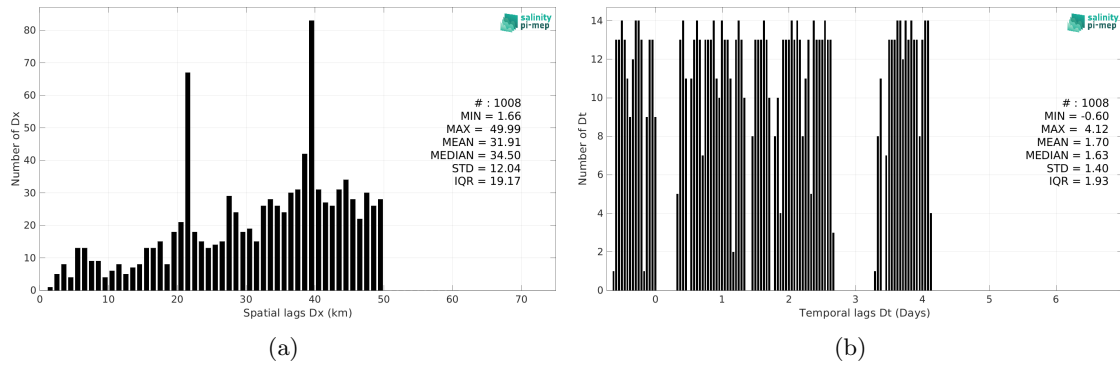 salinity
pi-mep
80
70
60
50
40
30
20
10
0
Number of Dx
# : 1008
MIN = 1.66
MAX = 49.99
MEAN = 31.91
MEDIAN = 34.50
STD = 12.04
IQR = 19.17
0 10 20 30 40 50 60 70
Spatial lags Dx (km)
(a)
salinity
pi-mep
14
12
10
8
6
4
2
0
Number of Dt
# : 1008
MIN = -0.60
MAX = 4.12
MEAN = 1.70
MEDIAN = 1.63
STD = 1.40
IQR = 1.93
0 1 2 3 4 5 6
Temporal lags Dt (Days)
(b)